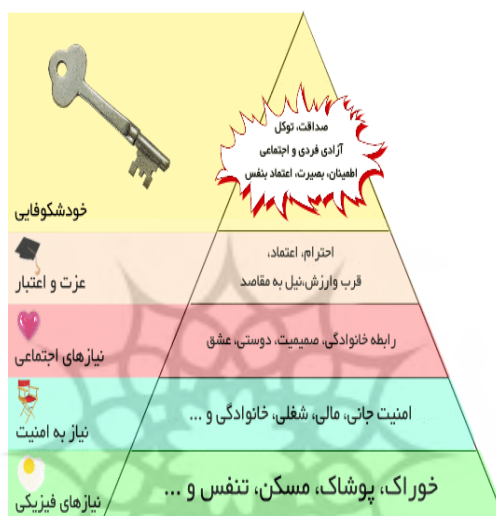 صداقت، توکل
آزادی فردی و اجتماعی
اطمینان، بصیرت، اعتماد بنفس
خودشکوفایی
احترام، اعتماد،
قرب وارزش،نیل به مقاصد
عزت و اعتبار
رابطه خانوادگی، صمیمیت، دوستی، عشق
نیازهای اجتماعی
امنیت جانی، مالی، شغلی، خانوادگی و ...
نیاز به امنیت
خوراک، پوشاک، مسکن، تنفس و ...
نیازهای فیزیکی